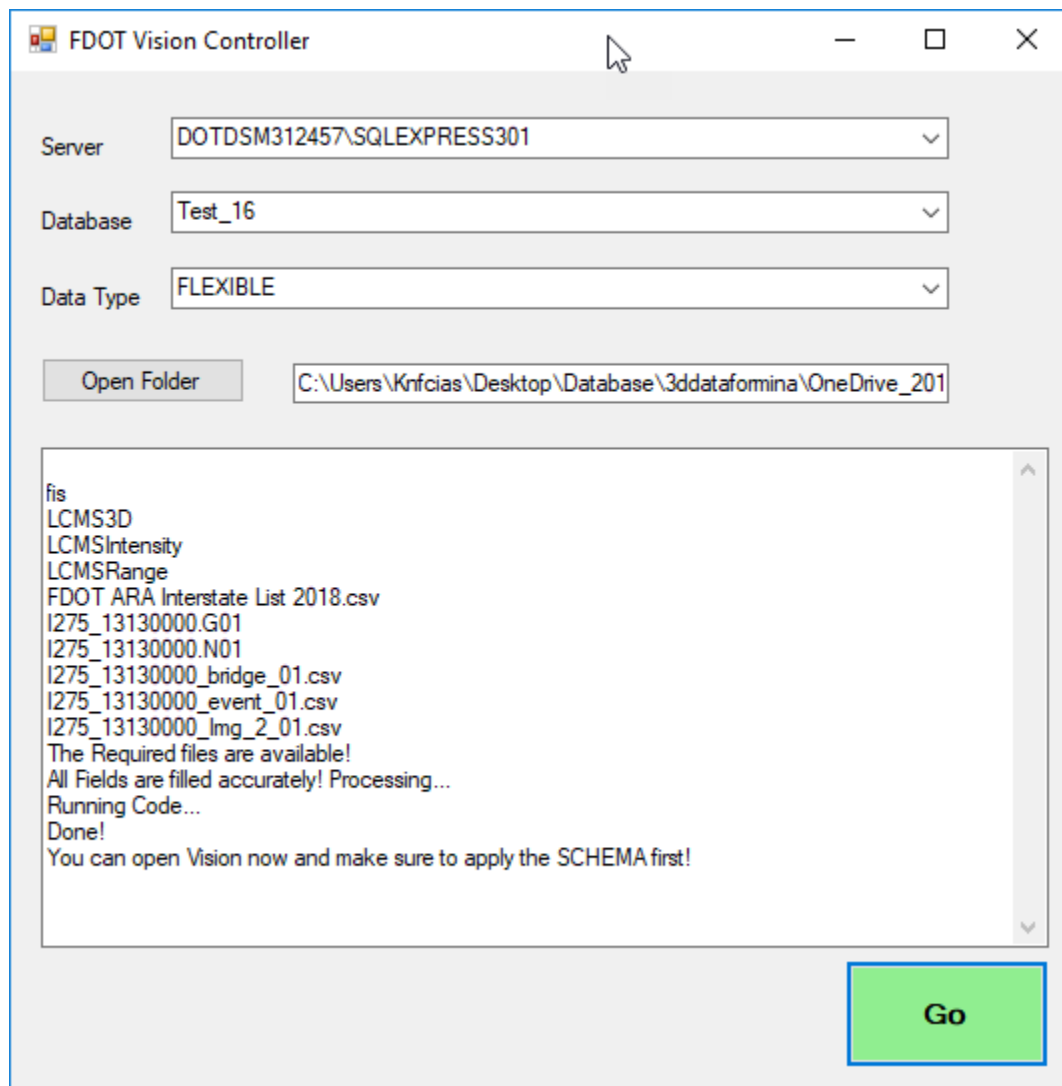 FDOT Vision Controller
Server
DOTDSM312457\SQLEXPRESS301
Database
Test_16
Data Type
FLEXIBLE
Open Folder
C:\Users\Knfcias\Desktop\Database\3ddataformina\OneDrive_201
fis
LCMS3D
LCMSIntensity
LCMSRange
FDOT ARA Interstate List 2018.csv
I275_13130000.G01
I275_13130000.N01
I275_13130000_bridge_01.csv
I275_13130000_event_01.csv
I275_13130000_Img_2_01.csv
The Required files are available!
All Fields are filled accurately! Processing...
Running Code...
Done!
You can open Vision now and make sure to apply the SCHEMA first!
Go